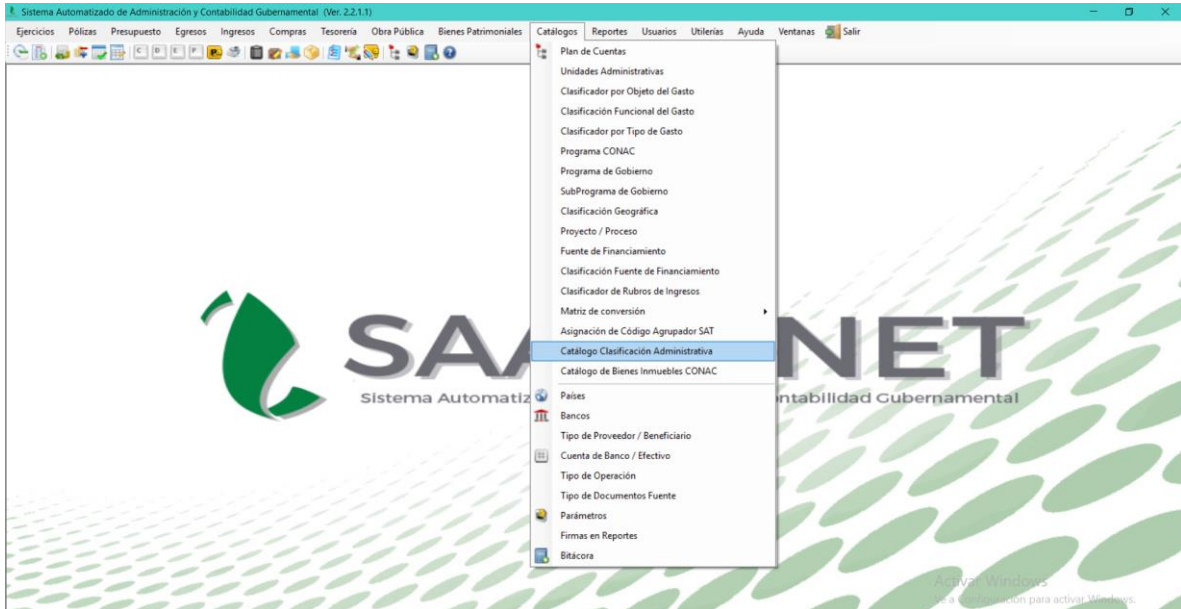 Sistema Automatizado de Administración y Contabilidad Gubernamental (Ver. 2.2.1.1)
Ejercicios Pólizas Presupuesto Egresos Ingresos Compras Tesorería Obra Pública Bienes Patrimoniales Catálogos Reportes Usuarios Utilerías Ayuda Ventanas Salir
C D E P P
Plan de Cuentas
Unidades Administrativas
Clasificador por Objeto del Gasto
Clasificación Funcional del Gasto
Clasificador por Tipo de Gasto
Programa CONAC
Programa de Gobierno
SubPrograma de Gobierno
Clasificación Geográfica
Proyecto / Proceso
Fuente de Financiamiento
Clasificación Fuente de Financiamiento
Clasificador de Rubros de Ingresos
Matriz de conversión
Asignación de Código Agrupador SAT
Catálogo Clasificación Administrativa
Catálogo de Bienes Inmuebles CONAC
Países
Bancos
Tipo de Proveedor / Beneficiario
Cuenta de Banco / Efectivo
Tipo de Operación
Tipo de Documentos Fuente
Parámetros
Firmas en Reportes
Bitácora
SAA NET
Sistema Automatiz ntabilidad Gubernamental
Activar Windows
Ve a Configuración para activar Windows.